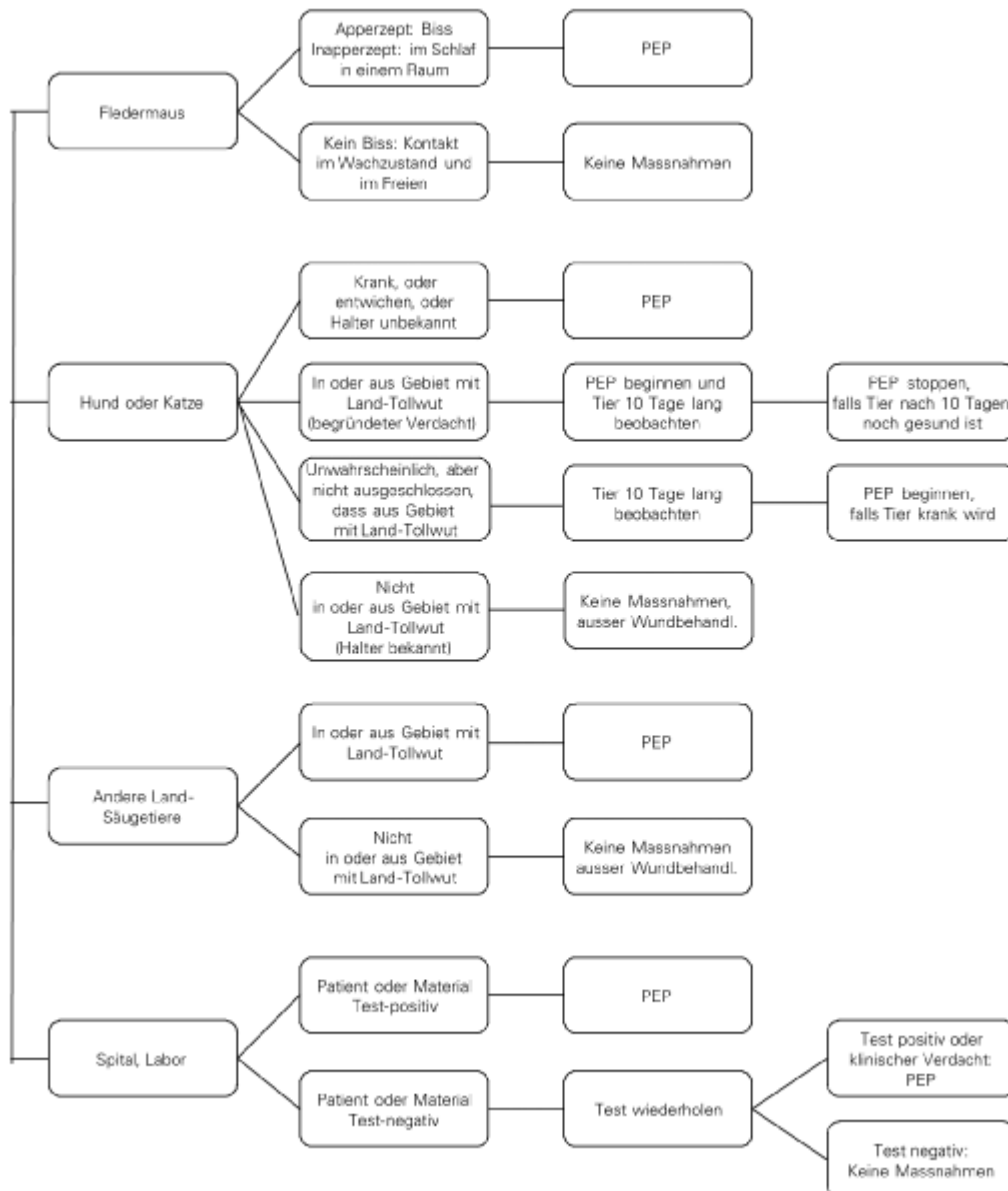 Fledermaus
Apperzept: Biss
Inapperzept: im Schlaf
in einem Raum
PEP
Kein Biss: Kontakt
im Wachzustand und
im Freien
Keine Massnahmen
Hund oder Katze
Krank, oder
entwichen, oder
Halter unbekannt
PEP
In oder aus Gebiet mit
Land-Tollwut
(begründeter Verdacht)
PEP beginnen und
Tier 10 Tage lang
beobachten
PEP stoppen,
falls Tier nach 10 Tagen
noch gesund ist
Unwahrscheinlich, aber
nicht ausgeschlossen,
dass aus Gebiet
mit Land-Tollwut
Tier 10 Tage lang
beobachten
PEP beginnen,
falls Tier krank wird
Nicht
in oder aus Gebiet mit
Land-Tollwut
(Halter bekannt)
Keine Massnahmen,
ausser Wundbehandl.
Andere Land-
Säugetiere
In oder aus Gebiet mit
Land-Tollwut
PEP
Nicht
in oder aus Gebiet
mit Land-Tollwut
Keine Massnahmen
ausser Wundbehandl.
Spital, Labor
Patient oder Material
Test-positiv
PEP
Patient oder Material
Test-negativ
Test wiederholen
Test positiv oder
klinischer Verdacht:
PEP
Test negativ:
Keine Massnahmen